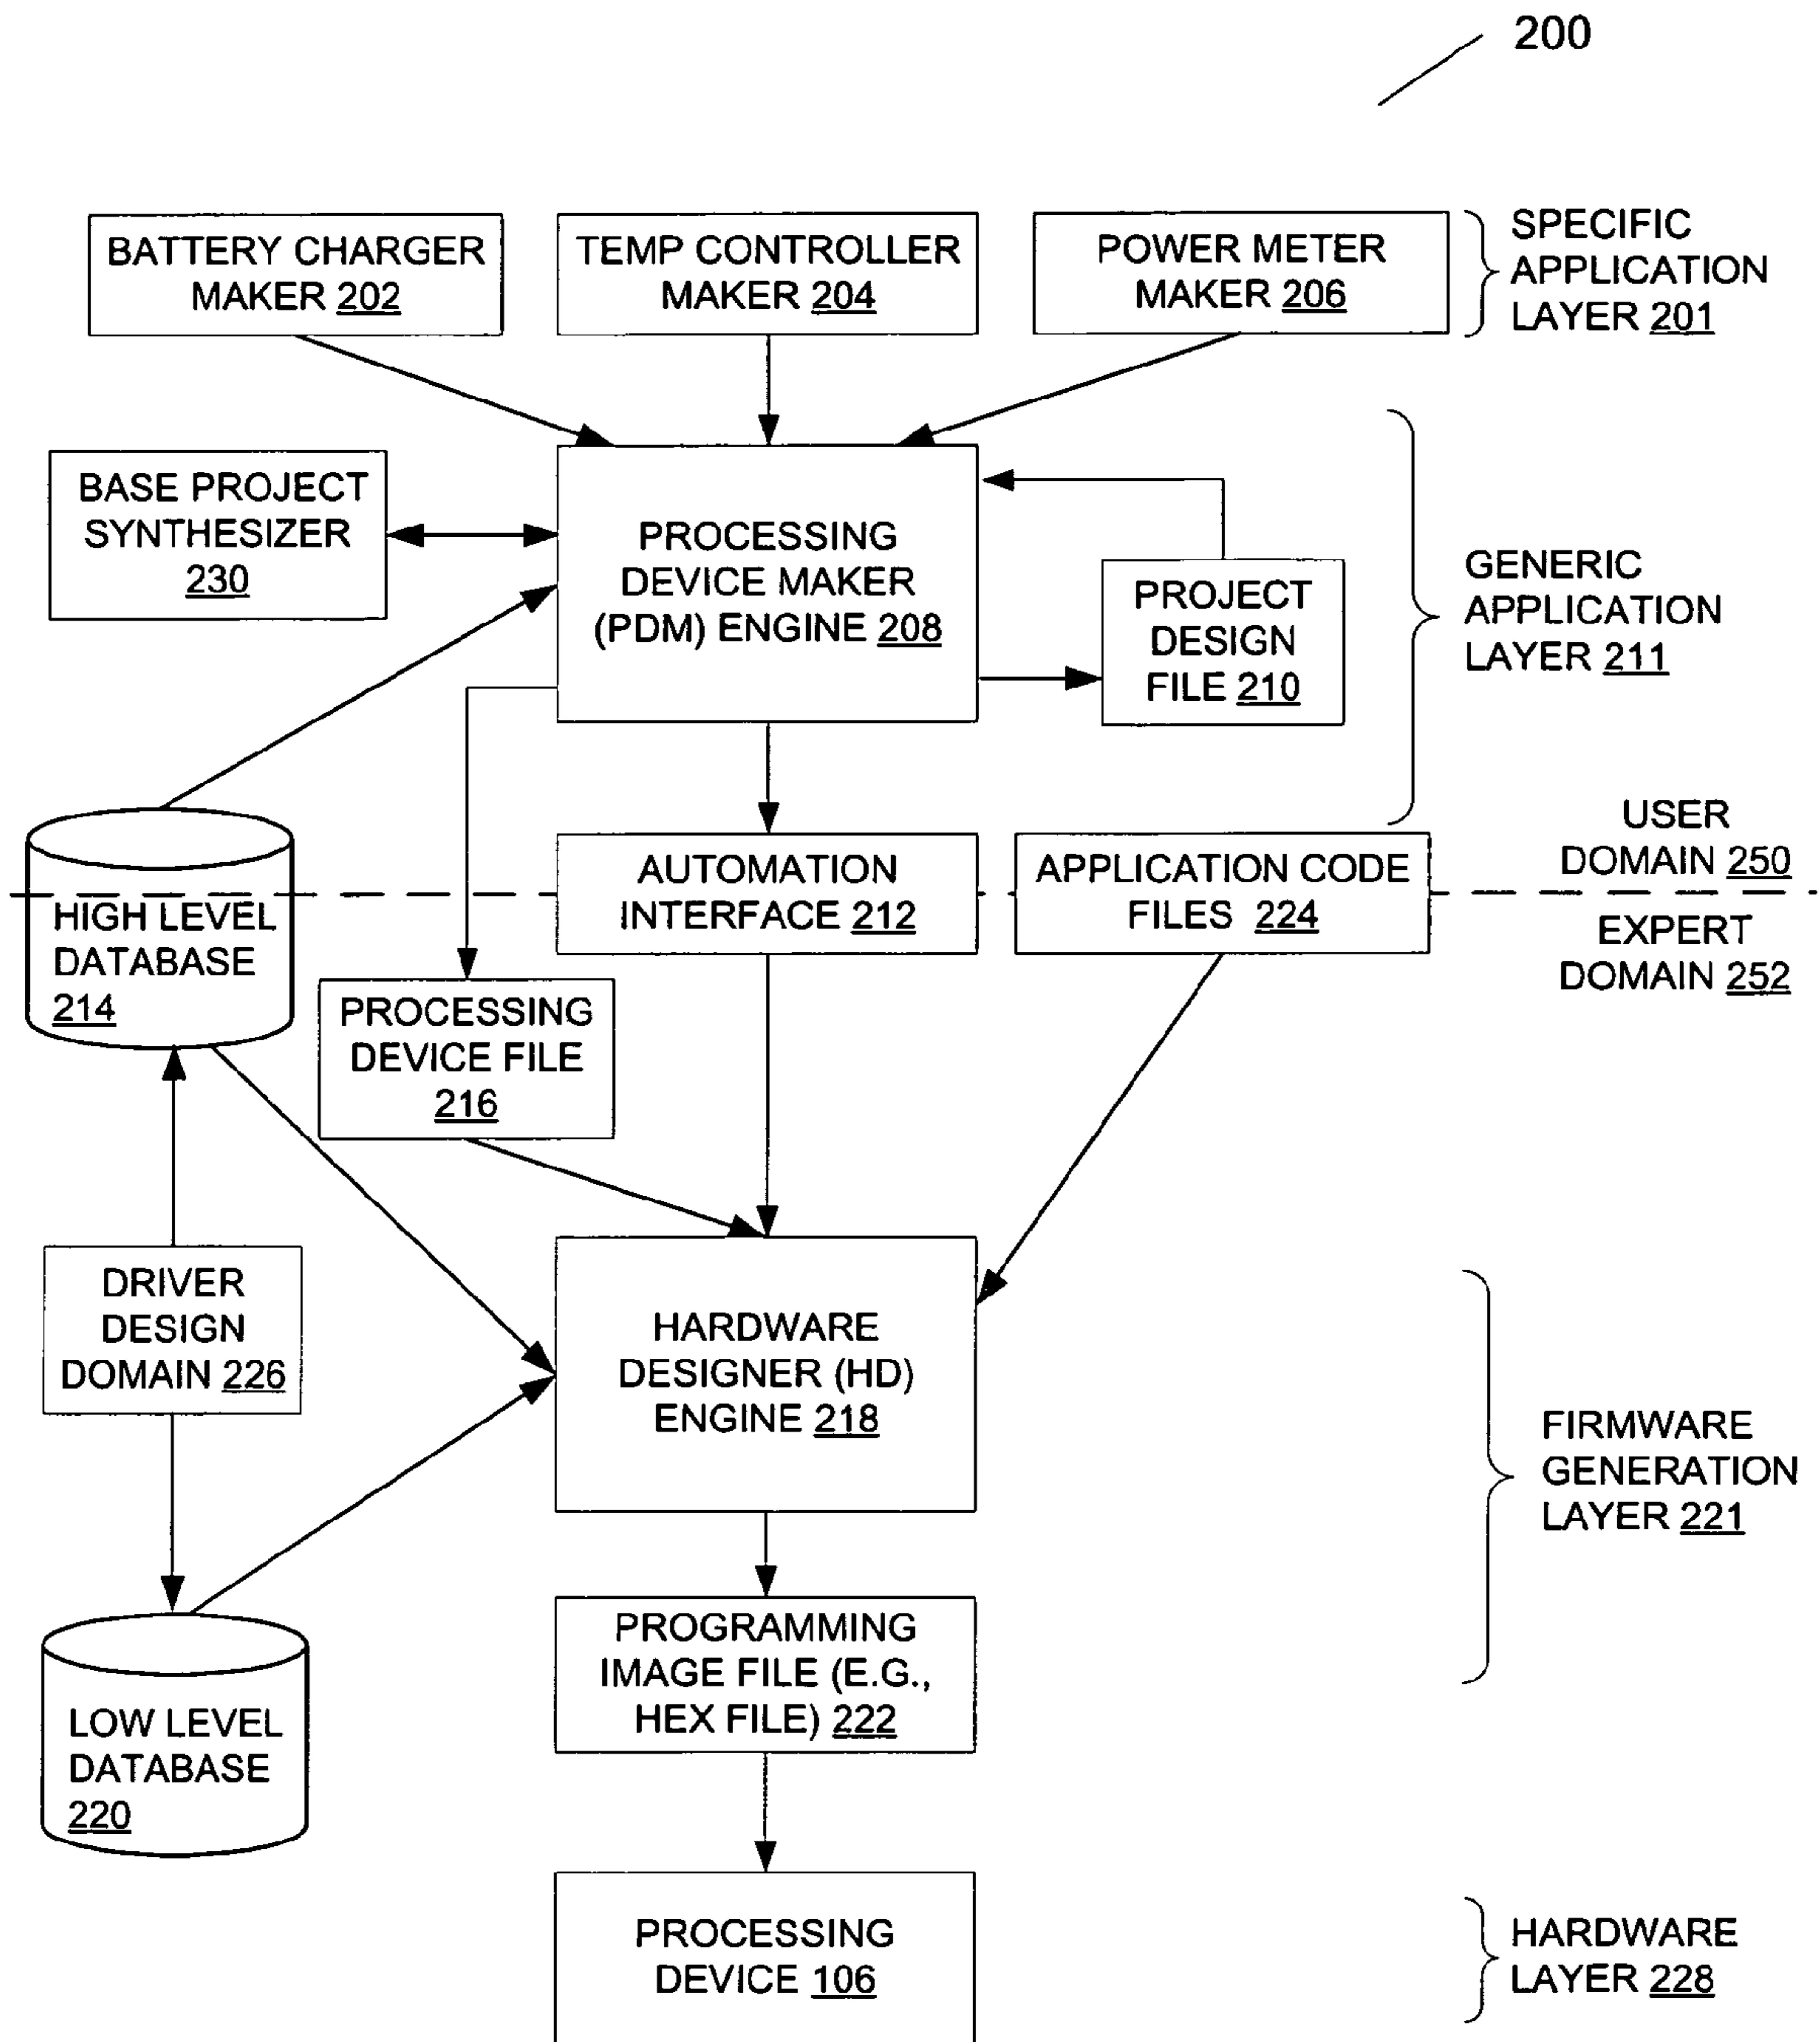 200
BATTERY CHARGER
MAKER 202
TEMP CONTROLLER
MAKER 204
POWER METER
MAKER 206
SPECIFIC
APPLICATION
LAYER 201
BASE PROJECT
SYNTHESIZER
230
PROCESSING
DEVICE MAKER
(PDM) ENGINE 208
PROJECT
DESIGN
FILE 210
GENERIC
APPLICATION
LAYER 211
USER
DOMAIN 250
AUTOMATION
INTERFACE 212
APPLICATION CODE
FILES 224
HIGH LEVEL
DATABASE
214
EXPERT
DOMAIN 252
PROCESSING
DEVICE FILE
216
DRIVER
DESIGN
DOMAIN 226
HARDWARE
DESIGNER (HD)
ENGINE 218
FIRMWARE
GENERATION
LAYER 221
PROGRAMMING
IMAGE FILE (E.G.,
HEX FILE) 222
LOW LEVEL
DATABASE
220
PROCESSING
DEVICE 106
HARDWARE
LAYER 228